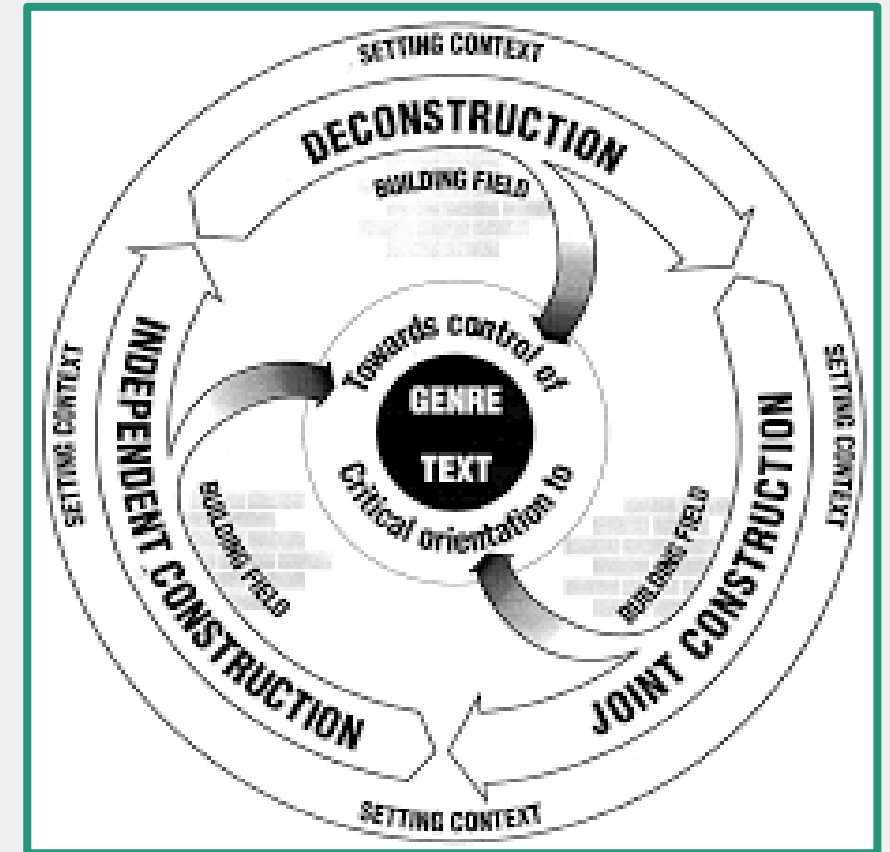 SETTING CONTEXT
DECONSTRUCTION
BUILDING FIELD
Towards control of
GENRE
TEXT
Critical orientation to
SETTING CONTEXT
INDEPENDENT CONSTRUCTION
BUILDING FIELD
BUILDING FIELD
JOINT CONSTRUCTION
SETTING CONTEXT
SETTING CONTEXT